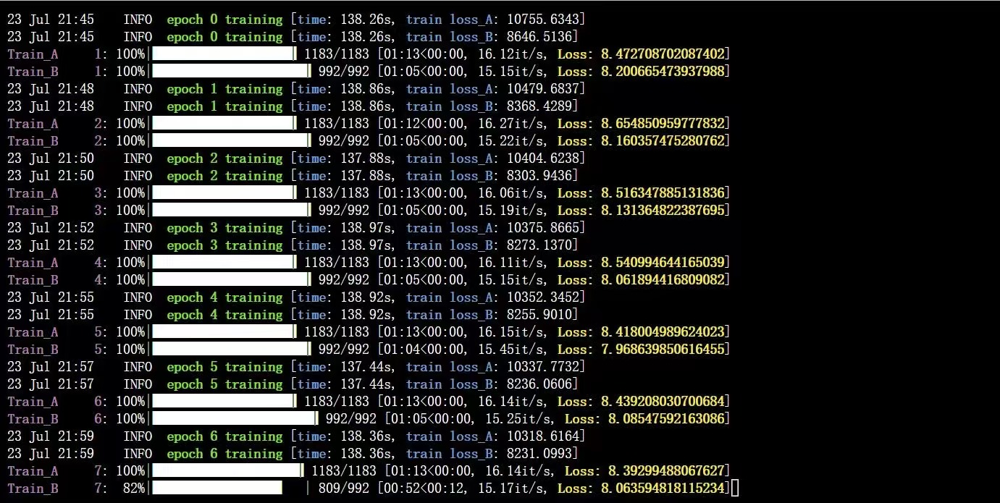 23 Jul 21:45 INFO epoch 0 training [time: 138.26s, train loss_A: 10755.6343]
23 Jul 21:45 INFO epoch 0 training [time: 138.26s, train loss_B: 8646.5136]
Train_A 1: 100%| | 1183/1183 [01:13<00:00, 16.12it/s, Loss: 8.472708702087402]
Train_B 1: 100%| | 992/992 [01:05<00:00, 15.15it/s, Loss: 8.200665473937988]
23 Jul 21:48 INFO epoch 1 training [time: 138.86s, train loss_A: 10479.6837]
23 Jul 21:48 INFO epoch 1 training [time: 138.86s, train loss_B: 8368.4289]
Train_A 2: 100%| | 1183/1183 [01:12<00:00, 16.27it/s, Loss: 8.654850959777832]
Train_B 2: 100%| | 992/992 [01:05<00:00, 15.22it/s, Loss: 8.160357475280762]
23 Jul 21:50 INFO epoch 2 training [time: 137.88s, train loss_A: 10404.6238]
23 Jul 21:50 INFO epoch 2 training [time: 137.88s, train loss_B: 8303.9436]
Train_A 3: 100%| | 1183/1183 [01:13<00:00, 16.06it/s, Loss: 8.516347885131836]
Train_B 3: 100%| | 992/992 [01:05<00:00, 15.19it/s, Loss: 8.131364822387695]
23 Jul 21:52 INFO epoch 3 training [time: 138.97s, train loss_A: 10375.8665]
23 Jul 21:52 INFO epoch 3 training [time: 138.97s, train loss_B: 8273.1370]
Train_A 4: 100%| | 1183/1183 [01:13<00:00, 16.11it/s, Loss: 8.540994644165039]
Train_B 4: 100%| | 992/992 [01:05<00:00, 15.15it/s, Loss: 8.061894416809082]
23 Jul 21:55 INFO epoch 4 training [time: 138.92s, train loss_A: 10352.3452]
23 Jul 21:55 INFO epoch 4 training [time: 138.92s, train loss_B: 8255.9010]
Train_A 5: 100%| | 1183/1183 [01:13<00:00, 16.15it/s, Loss: 8.418004989624023]
Train_B 5: 100%| | 992/992 [01:04<00:00, 15.45it/s, Loss: 7.968639850616455]
23 Jul 21:57 INFO epoch 5 training [time: 137.44s, train loss_A: 10337.7732]
23 Jul 21:57 INFO epoch 5 training [time: 137.44s, train loss_B: 8236.0606]
Train_A 6: 100%| | 1183/1183 [01:13<00:00, 16.14it/s, Loss: 8.439208030700684]
Train_B 6: 100%| | 992/992 [01:05<00:00, 15.25it/s, Loss: 8.08547592163086]
23 Jul 21:59 INFO epoch 6 training [time: 138.36s, train loss_A: 10318.6164]
23 Jul 21:59 INFO epoch 6 training [time: 138.36s, train loss_B: 8231.0993]
Train_A 7: 100%| | 1183/1183 [01:13<00:00, 16.14it/s, Loss: 8.39299488067627]
Train_B 7: 82%| | 809/992 [00:52<00:12, 15.17it/s, Loss: 8.063594818115234]